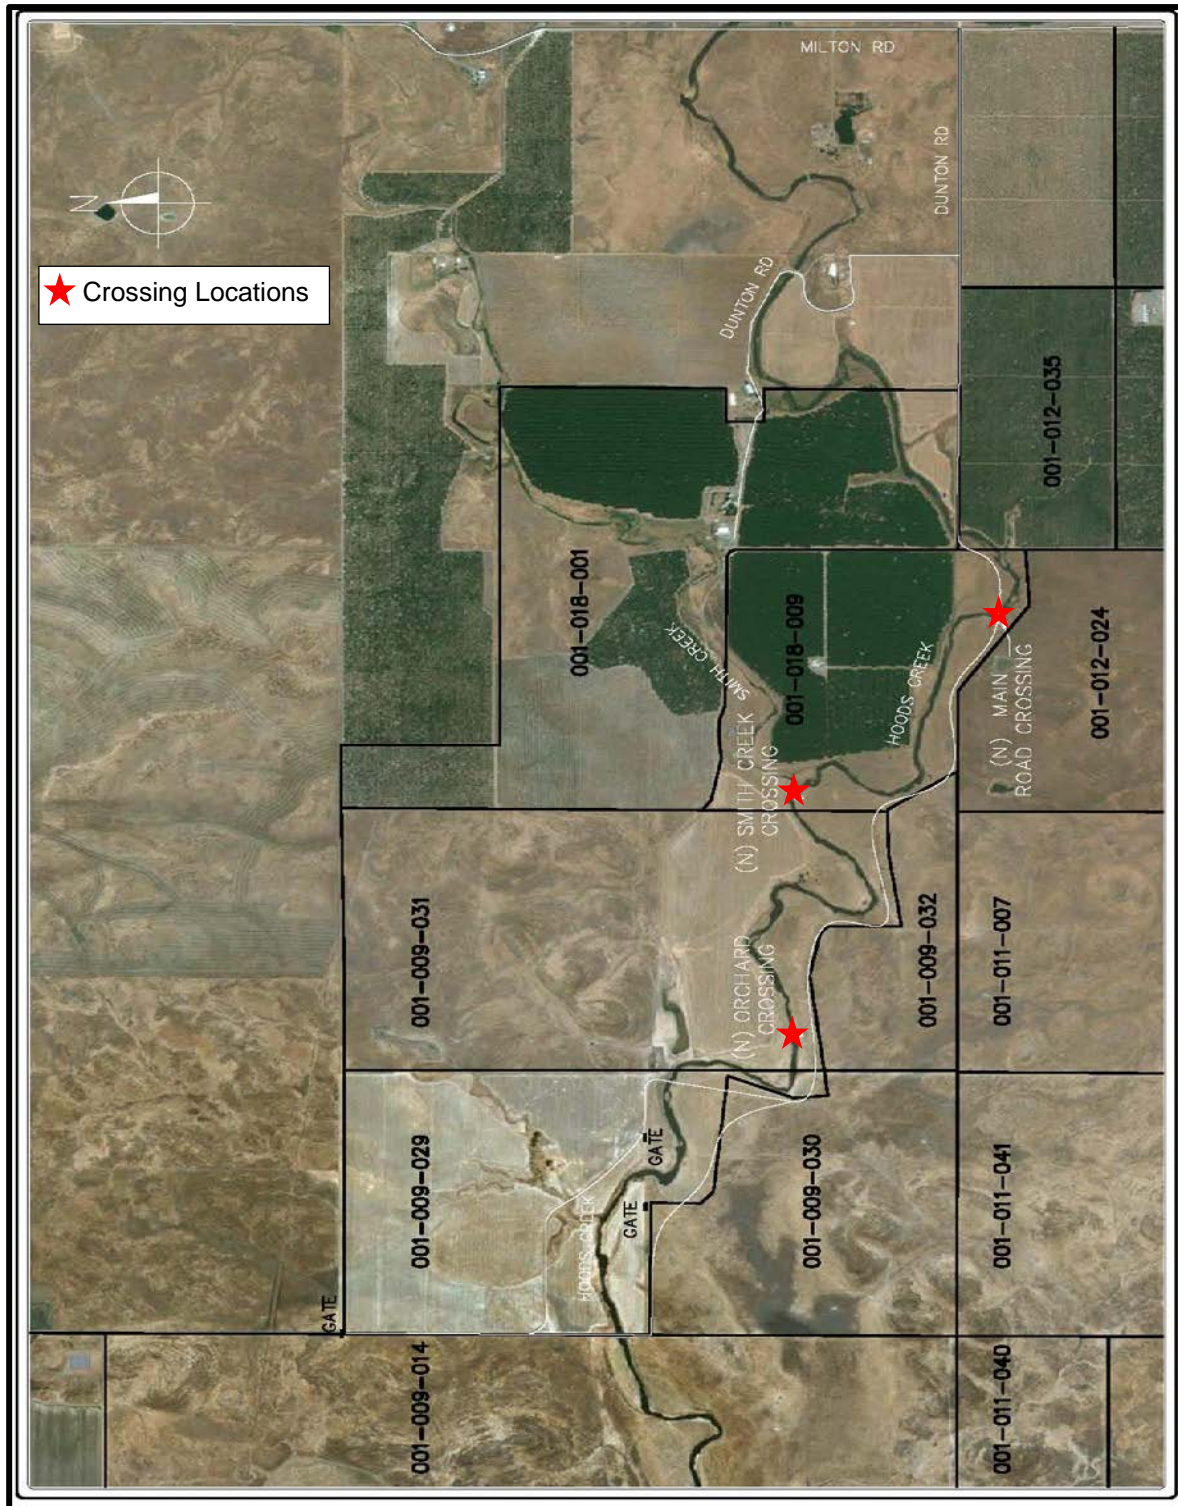 MILTON RD
DUNTON RD
N
Crossing Locations
DUNTON RD
001-012-035
001-018-001
SMITH CREEK
001-018-009
HOODS CREEK
001-012-024
(N) MAIN
ROAD CROSSING
(N) SMITH CREEK
CROSSING
001-009-031
(N) ORCHARD
CROSSING
001-009-032
001-011-007
001-009-029
GATE
GATE
HOODS CREEK
001-009-030
001-011-041
GATE
001-009-014
001-011-040